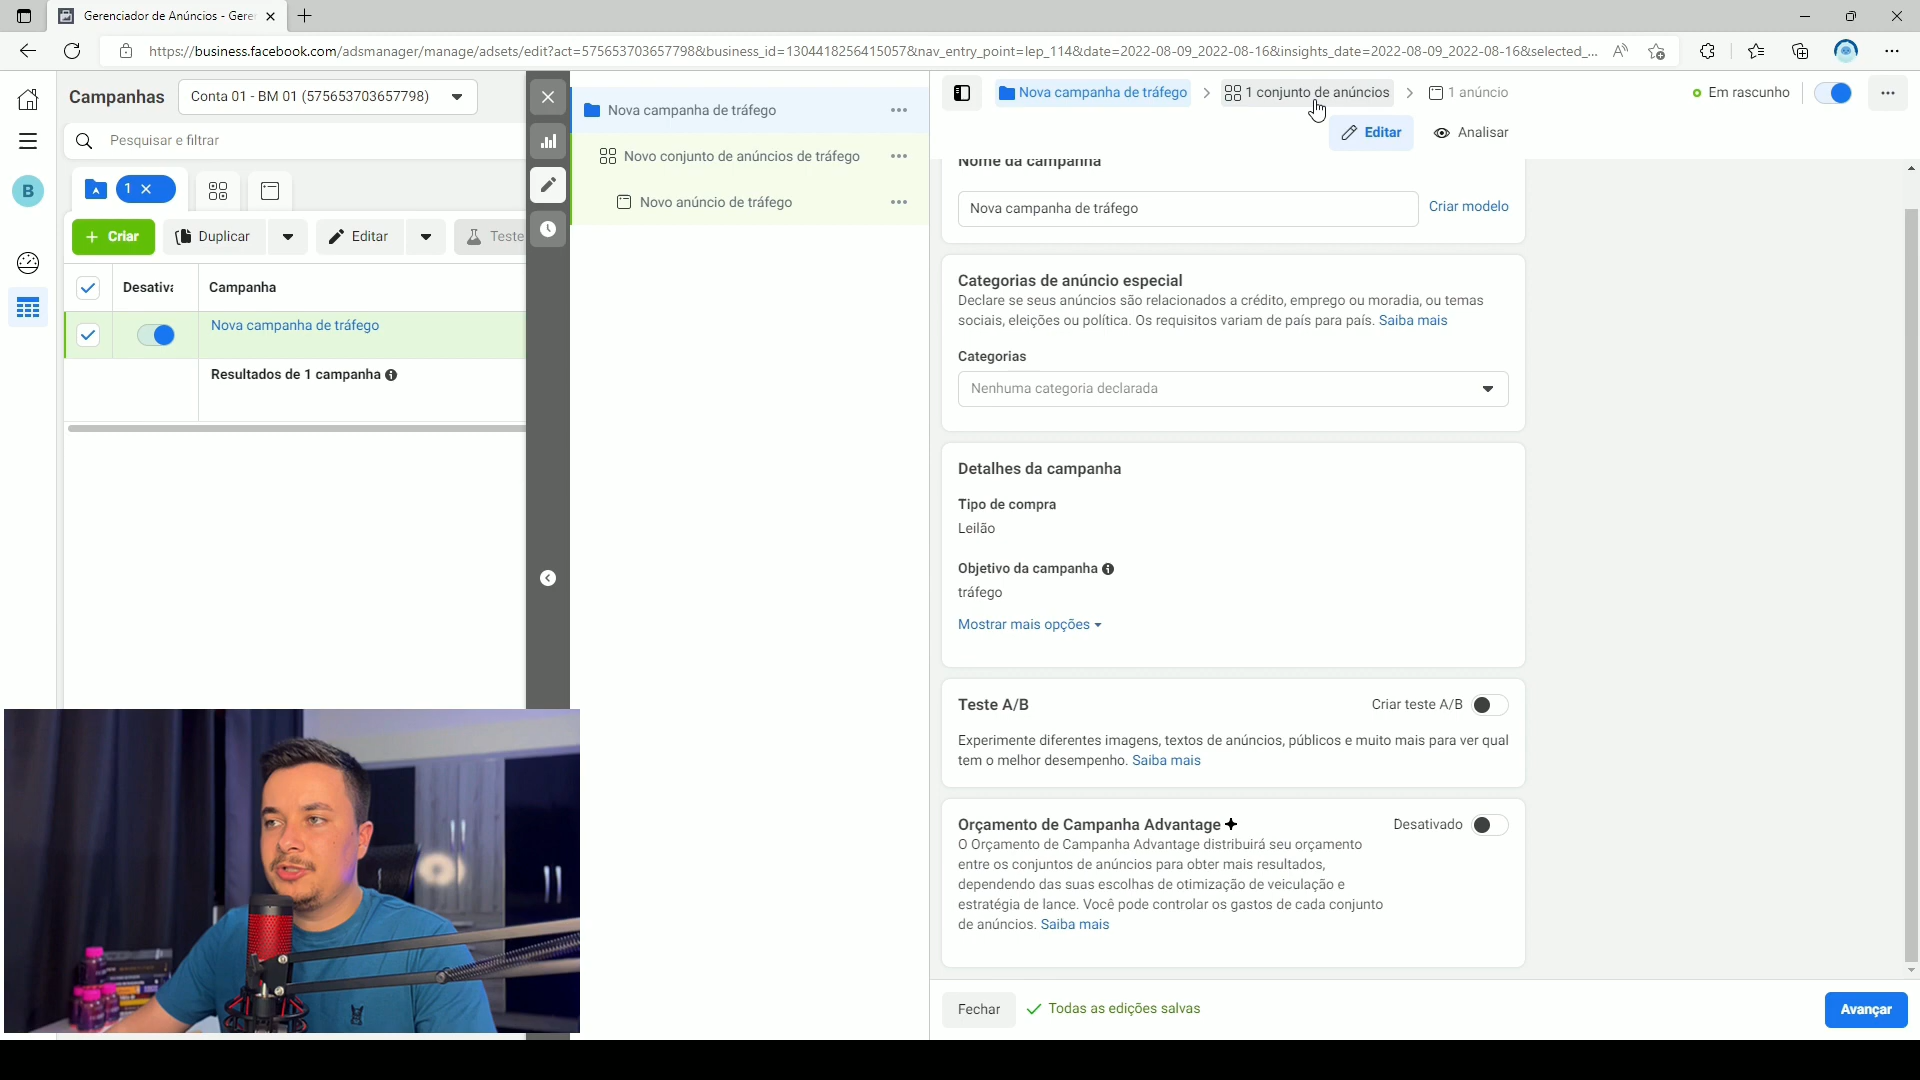 Gerenciador de Anúncios - Gere
https://business.facebook.com/adsmanager/manage/adsets/edit?act=575653703657798&business_id=1304418256415057&nav_entry_point=lep_114&date=2022-08-09_2022-08-16&insights_date=2022-08-09_2022-08-16&selected_...
Campanhas
Conta 01 - BM 01 (575653703657798)
Pesquisar e filtrar
B
1
+ Criar
Duplicar
Editar
Teste
Desativa
Campanha
Nova campanha de tráfego
Resultados de 1 campanha
Nova campanha de tráfego
Novo conjunto de anúncios de tráfego
Novo anúncio de tráfego
Nova campanha de tráfego
1 conjunto de anúncios
1 anúncio
Em rascunho
Editar
Analisar
Nome da campanha
Nova campanha de tráfego
Criar modelo
Categorias de anúncio especial
Declare se seus anúncios são relacionados a crédito, emprego ou moradia, ou temas
sociais, eleições ou política. Os requisitos variam de país para país. Saiba mais
Categorias
Nenhuma categoria declarada
Detalhes da campanha
Tipo de compra
Leilão
Objetivo da campanha
tráfego
Mostrar mais opções
Teste A/B
Criar teste A/B
Experimente diferentes imagens, textos de anúncios, públicos e muito mais para ver qual
tem o melhor desempenho. Saiba mais
Orçamento de Campanha Advantage
Desativado
O Orçamento de Campanha Advantage distribuirá seu orçamento
entre os conjuntos de anúncios para obter mais resultados,
dependendo das suas escolhas de otimização de veiculação e
estratégia de lance. Você pode controlar os gastos de cada conjunto
de anúncios. Saiba mais
Fechar
Todas as edições salvas
Avançar